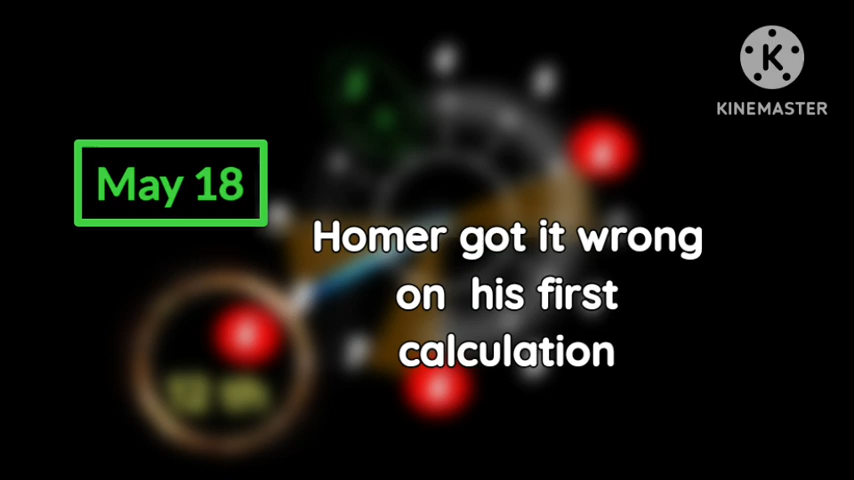 KINEMASTER
May 18
Homer got it wrong
on his first
calculation